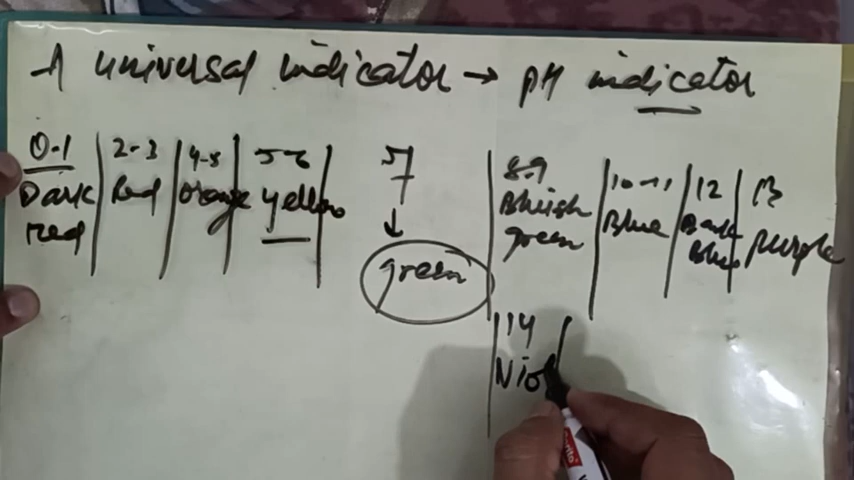 A universal indicator → pH indicator
0-1 2-3 4-5 5-6 7 8-9 10-11 12 13
Dark Red orange yellow Bluish Blue Dark purple
red green green Blue
14
Viol